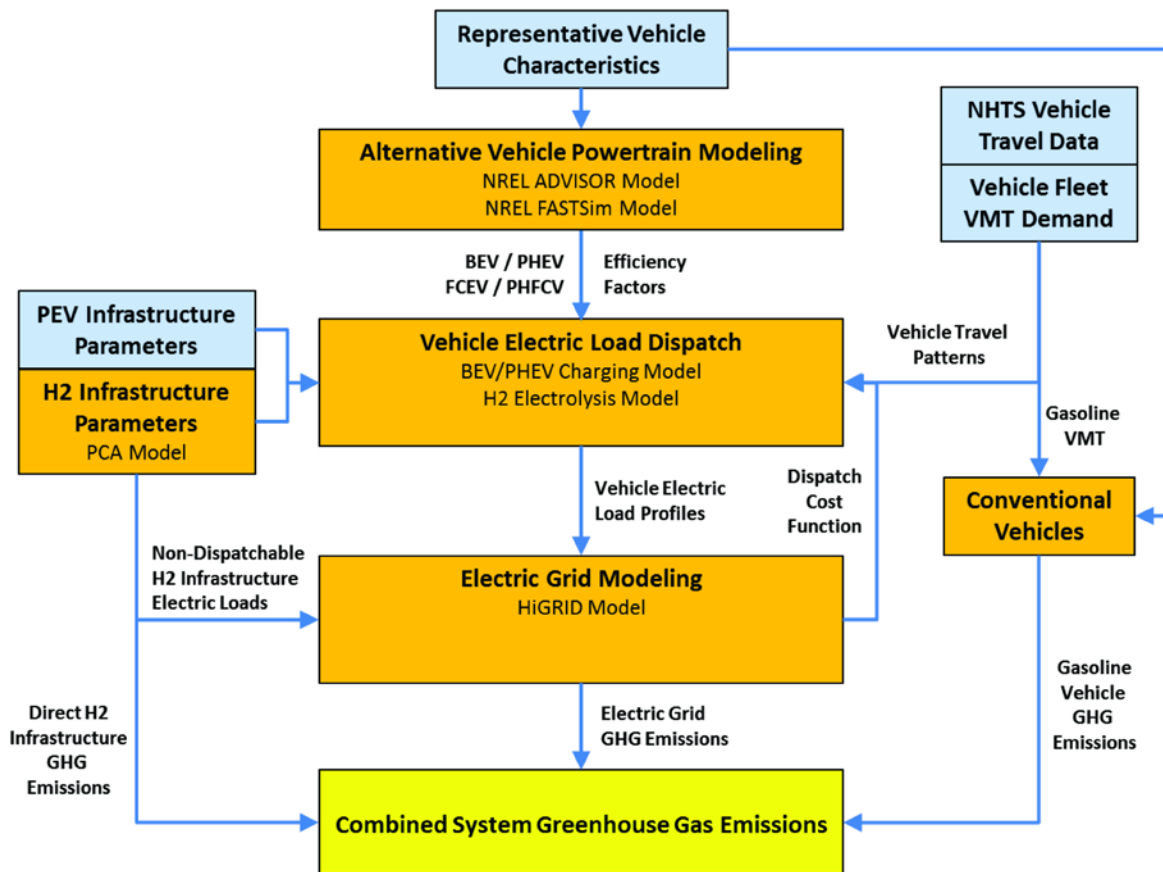 Representative Vehicle
Characteristics
NHTS Vehicle
Travel Data
Vehicle Fleet
VMT Demand
Alternative Vehicle Powertrain Modeling
NREL ADVISOR Model
NREL FASTSim Model
BEV / PHEV
FCEV / PHFCV
Efficiency
Factors
PEV Infrastructure
Parameters
H2 Infrastructure
Parameters
PCA Model
Vehicle Electric Load Dispatch
BEV/PHEV Charging Model
H2 Electrolysis Model
Vehicle Travel
Patterns
Gasoline
VMT
Vehicle Electric
Load Profiles
Dispatch
Cost
Function
Conventional
Vehicles
Non-Dispatchable
H2 Infrastructure
Electric Loads
Electric Grid Modeling
HiGRID Model
Direct H2
Infrastructure
GHG
Emissions
Electric Grid
GHG Emissions
Gasoline
Vehicle
GHG
Emissions
Combined System Greenhouse Gas Emissions